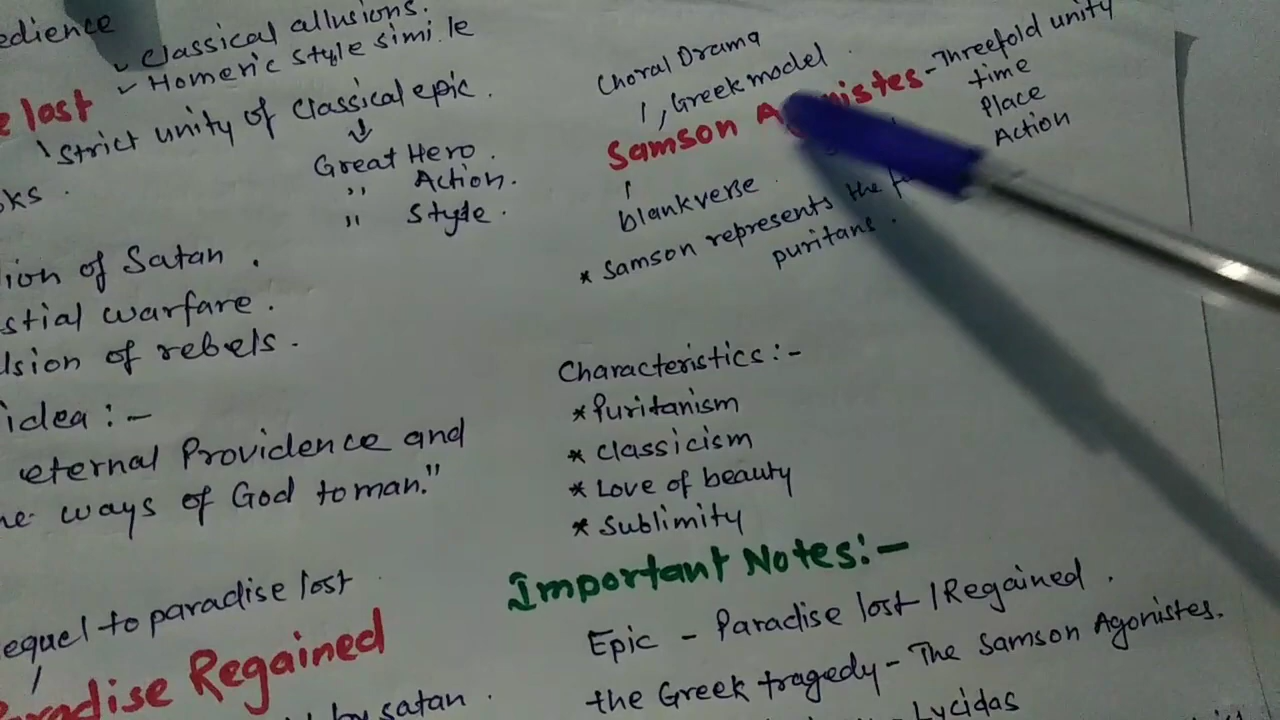 edience
classical allusions.
Homeric style simile
e lost
Strict unity of Classical epic.
Great Hero.
,, Action.
,, Style.
oks.
ion of Satan.
stial warfare.
lsion of rebels.
idea :-
eternal Providence and
ways of God to man."
equel to paradise lost
radise Regained
by satan.
Choral Drama
Greek model.
Samson Agonistes - Threefold unity
time
Place
Action
blankverse
* Samson represents the
puritans.
Characteristics :-
* Puritanism
* classicism
* Love of beauty
* Sublimity
Important Notes :-
Epic - Paradise lost / Regained.
the Greek tragedy - The Samson Agonistes.
Lycidas